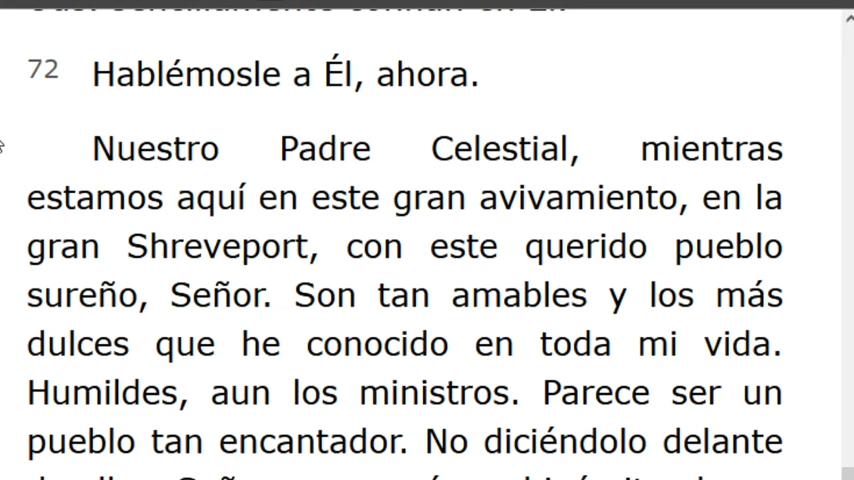 72 Hablémosle a Él, ahora.
Nuestro Padre Celestial, mientras
estamos aquí en este gran avivamiento, en la
gran Shreveport, con este querido pueblo
sureño, Señor. Son tan amables y los más
dulces que he conocido en toda mi vida.
Humildes, aun los ministros. Parece ser un
pueblo tan encantador. No diciéndolo delante